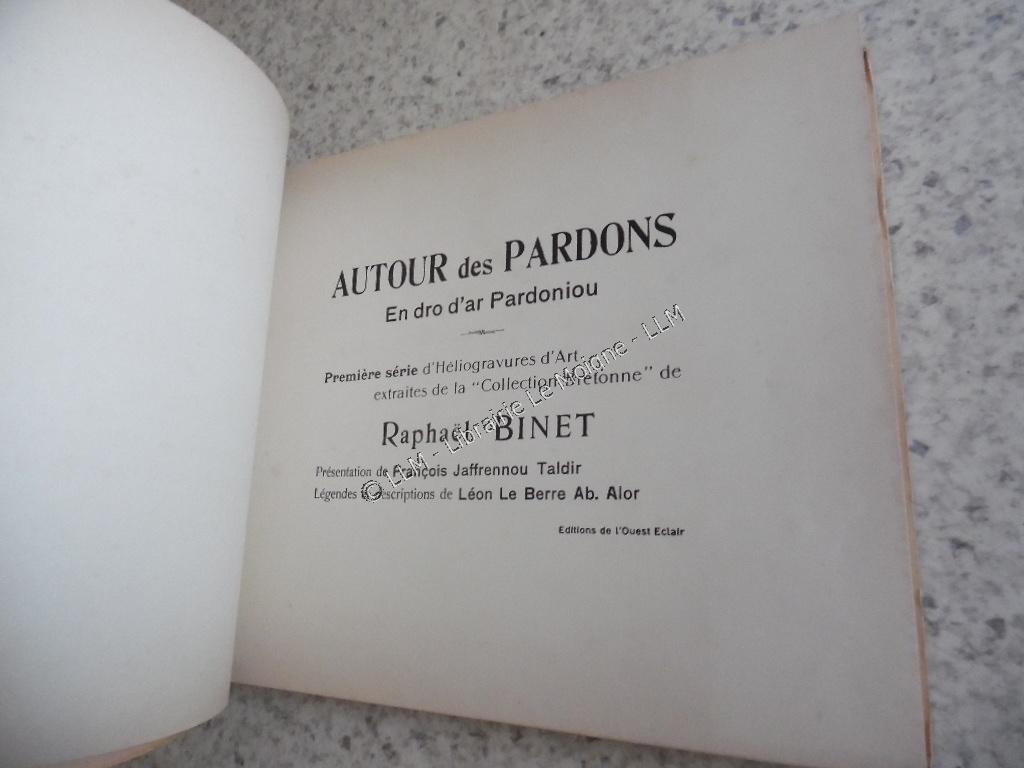 AUTOUR des PARDONS
En dro d'ar Pardoniou
Première série d'Héliogravures d'Art
extraites de la "Collection Bretonne" de
Raphaël BINET
Présentation de François Jaffrennou Taldir
Légendes & descriptions de Léon Le Berre Ab. Alor
Editions de l'Ouest Eclair
© LLM - Librairie Le Moigne - LLM